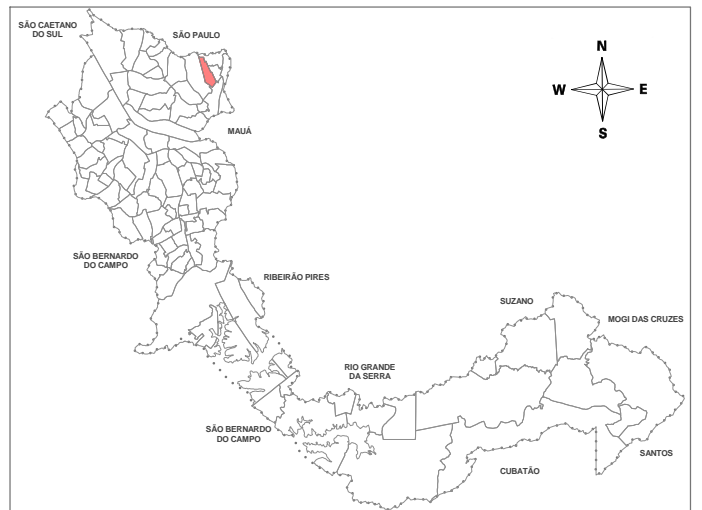 SÃO CAETANO
DO SUL
SÃO PAULO
N
W
E
S
MAUÁ
SÃO BERNARDO
DO CAMPO
RIBEIRÃO PIRES
SUZANO
MOGI DAS CRUZES
RIO GRANDE
DA SERRA
SÃO BERNARDO
DO CAMPO
SANTOS
CUBATÃO